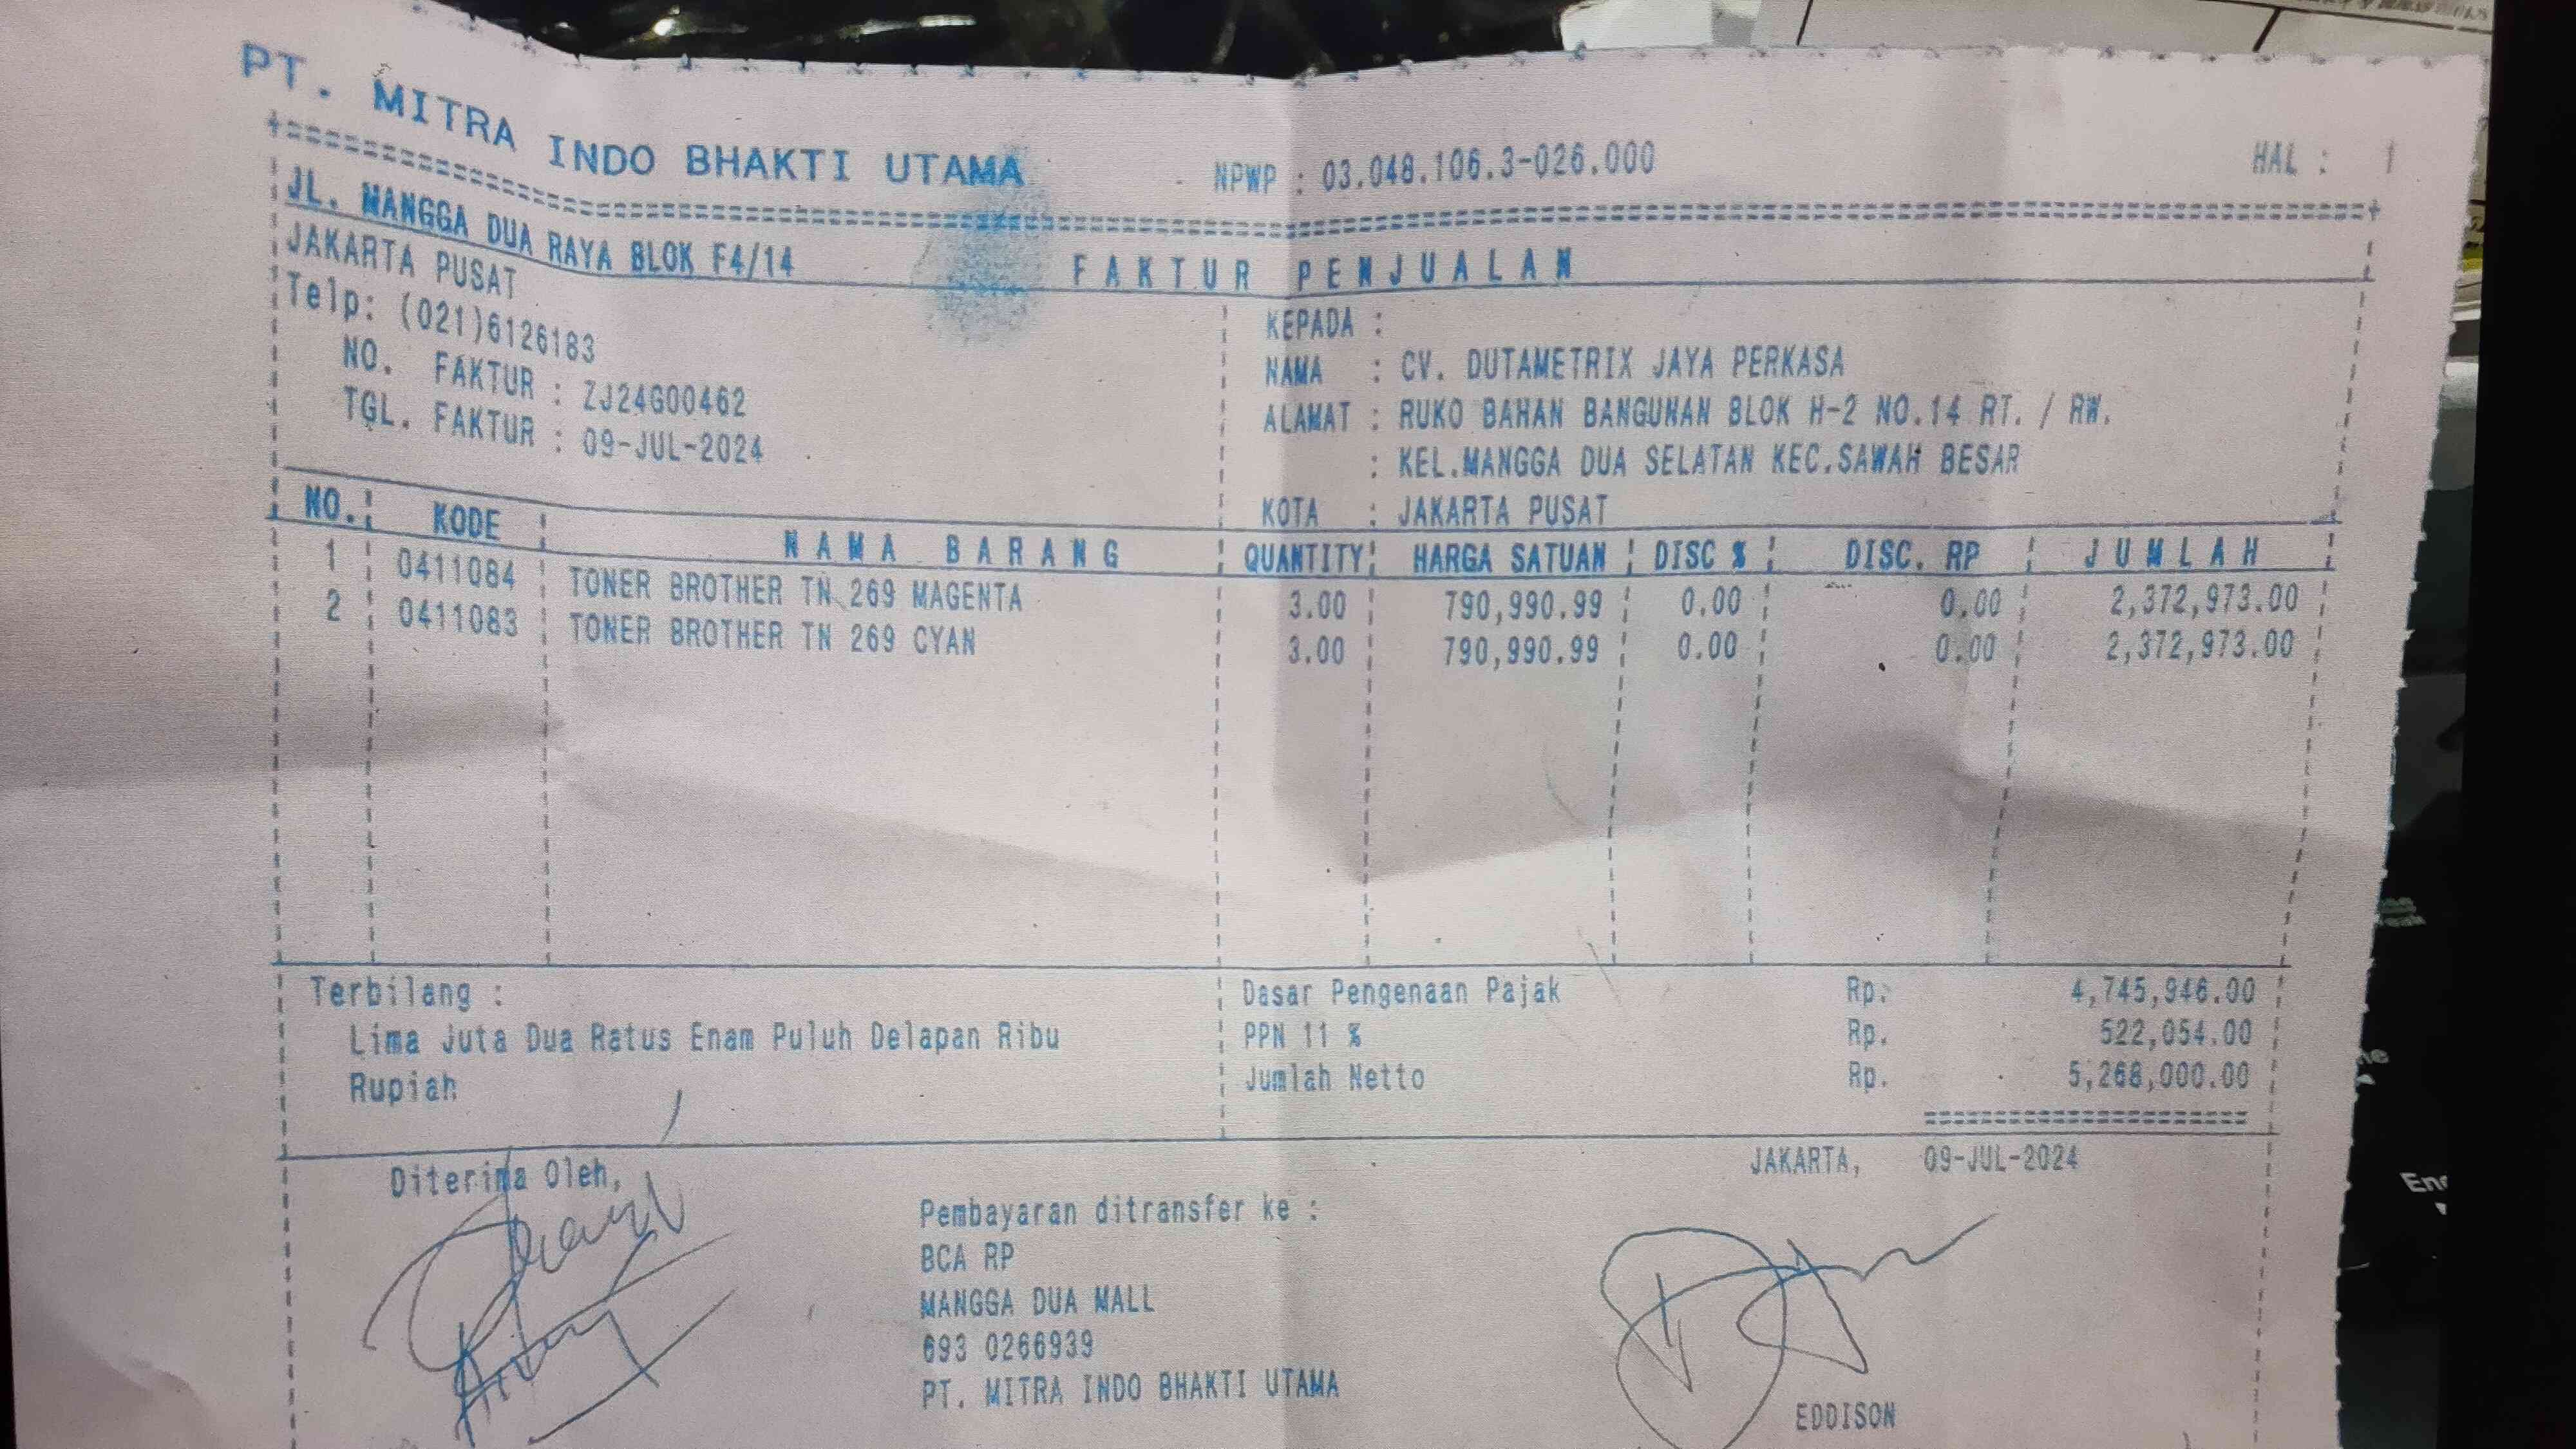 PT. MITRA INDO BHAKTI UTAMA NPWP : 03.048.106.3-026.000 HAL : 1
JL. MANGGA DUA RAYA BLOK F4/14 FAKTUR PENJUALAN
JAKARTA PUSAT
Telp: (021)6126183
NO. FAKTUR : ZJ24G00462
TGL. FAKTUR : 09-JUL-2024
KEPADA :
NAMA : CV. DUTAMETRIX JAYA PERKASA
ALAMAT : RUKO BAHAN BANGUNAN BLOK H-2 NO.14 RT. / RW.
: KEL.MANGGA DUA SELATAN KEC.SAWAH BESAR
KOTA : JAKARTA PUSAT
NO. KODE NAMA BARANG QUANTITY HARGA SATUAN DISC % DISC. RP JUMLAH
1 0411084 TONER BROTHER TN 269 MAGENTA 3.00 790,990.99 0.00 0.00 2,372,973.00
2 0411083 TONER BROTHER TN 269 CYAN 3.00 790,990.99 0.00 0.00 2,372,973.00
Terbilang :
Lima Juta Dua Ratus Enam Puluh Delapan Ribu
Rupiah
Dasar Pengenaan Pajak Rp. 4,745,946.00
PPN 11 % Rp. 522,054.00
Jumlah Netto Rp. 5,268,000.00
JAKARTA, 09-JUL-2024
Diterima Oleh,
Pembayaran ditransfer ke :
BCA RP
MANGGA DUA MALL
693 0266939
PT. MITRA INDO BHAKTI UTAMA
EDDISON